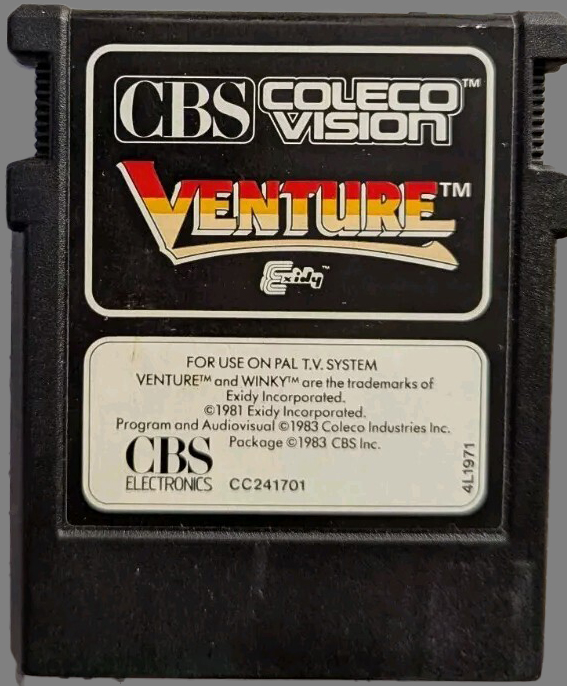 CBS COLECO VISION™
VENTURE™
Exidy™
FOR USE ON PAL T.V. SYSTEM
VENTURE™ and WINKY™ are the trademarks of
Exidy Incorporated.
©1981 Exidy Incorporated.
Program and Audiovisual ©1983 Coleco Industries Inc.
Package ©1983 CBS Inc.
CBS
ELECTRONICS CC241701
4L1971